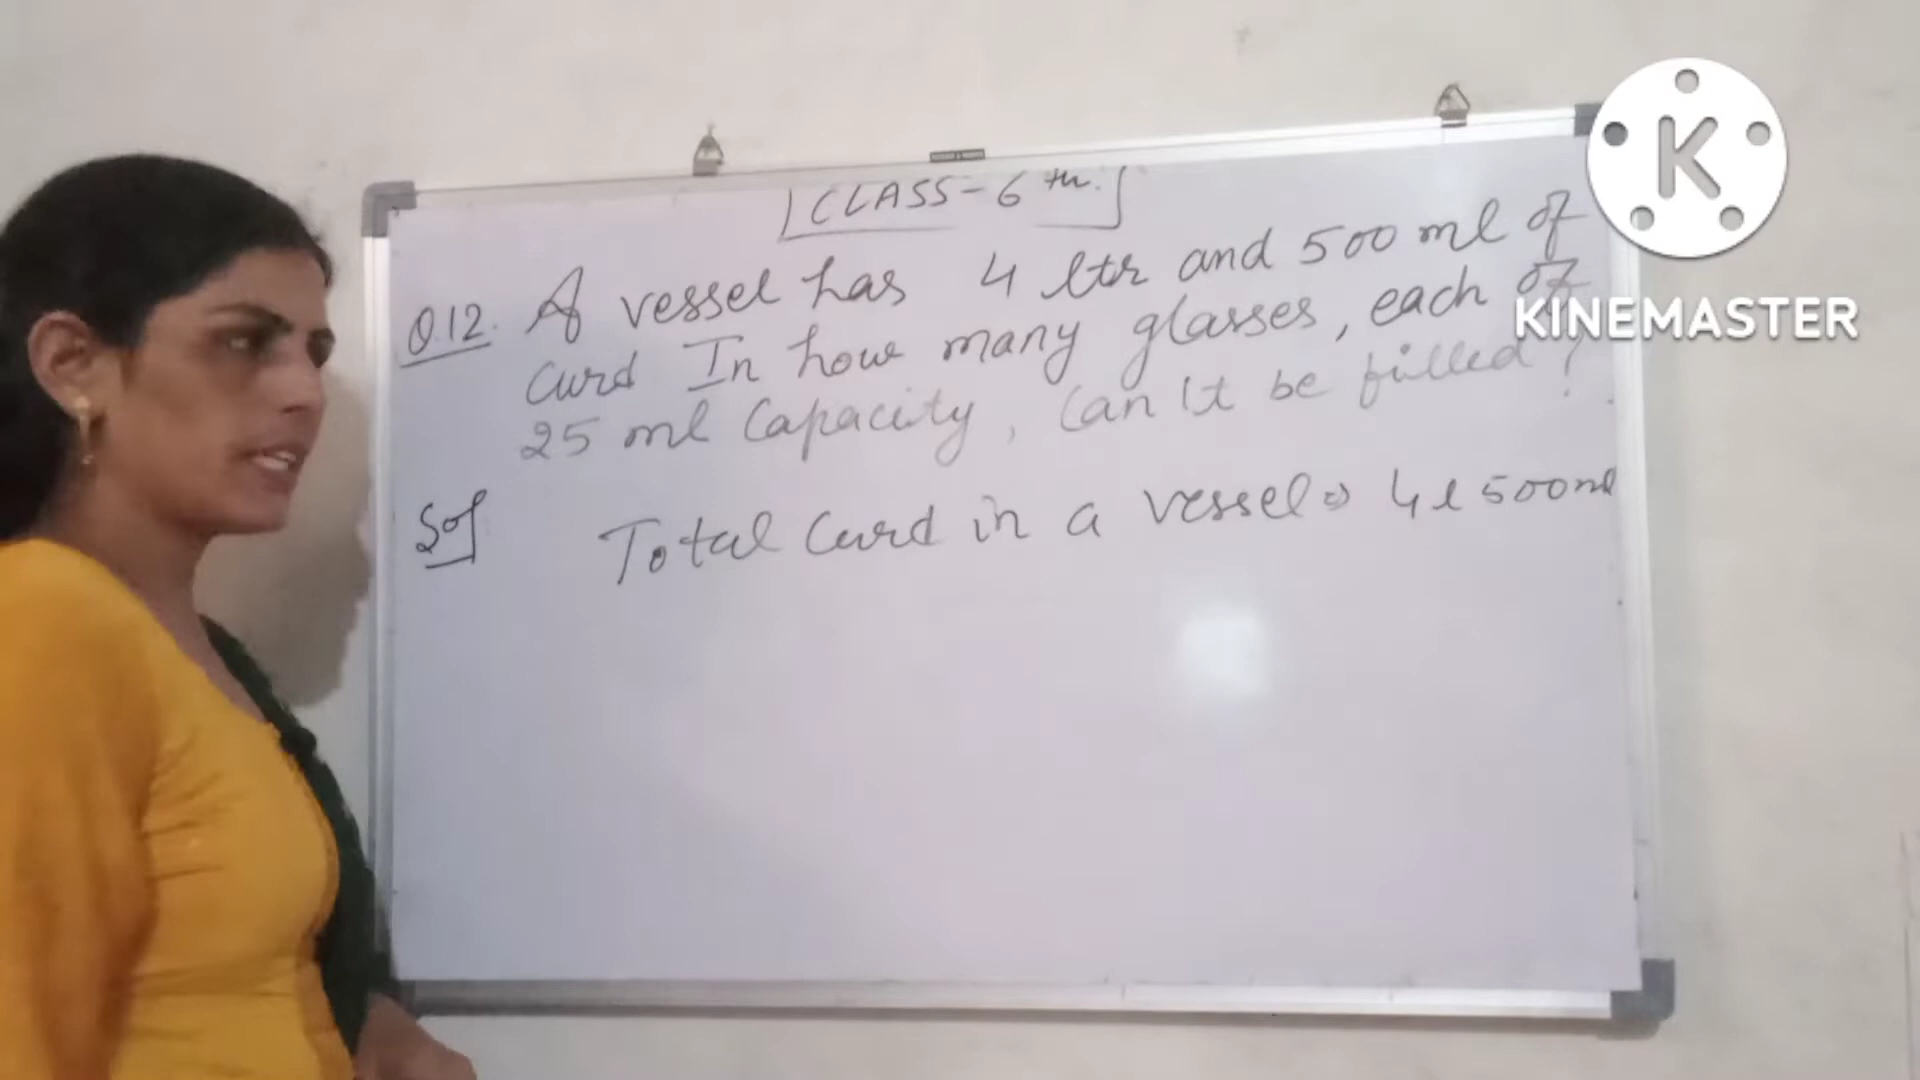 CLASS-6th.
Q.12. A vessel has 4 ltr and 500 ml of
curd In how many glasses, each of
25 ml Capacity, Can It be filled?
Sol Total Curd in a vessel ⇒ 4 l 500 ml
K
KINEMASTER